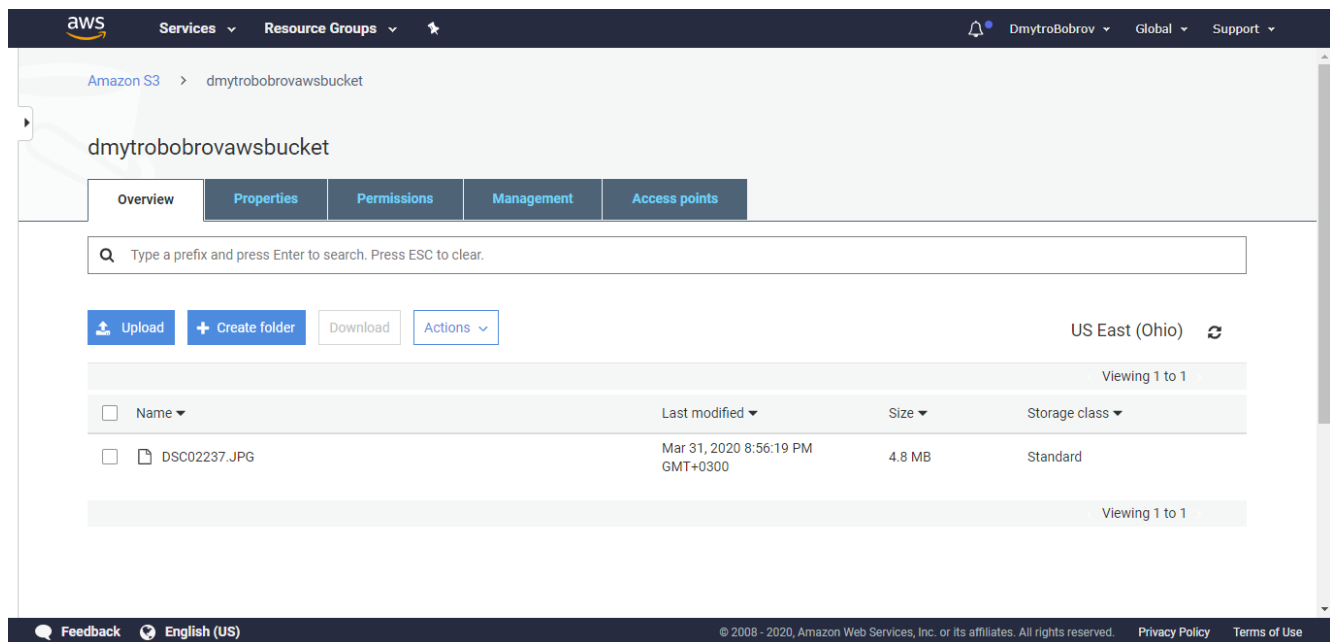 aws Services Resource Groups DmytroBobrov Global Support
Amazon S3 > dmytrobobrovawsbucket
dmytrobobrovawsbucket
Overview Properties Permissions Management Access points
Type a prefix and press Enter to search. Press ESC to clear.
Upload Create folder Download Actions US East (Ohio)
Viewing 1 to 1
Name Last modified Size Storage class
DSC02237.JPG Mar 31, 2020 8:56:19 PM 4.8 MB Standard
GMT+0300
Viewing 1 to 1
Feedback English (US) © 2008 - 2020, Amazon Web Services, Inc. or its affiliates. All rights reserved. Privacy Policy Terms of Use